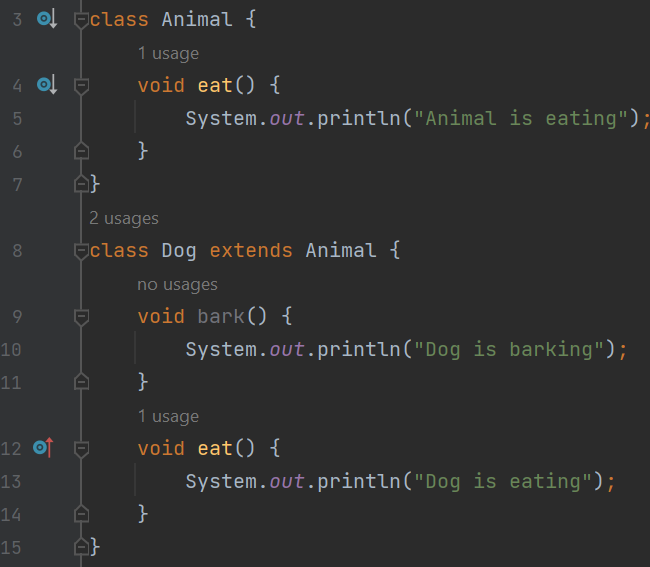 3 class Animal {
1 usage
4 void eat() {
5 System.out.println("Animal is eating");
6 }
7 }
2 usages
8 class Dog extends Animal {
no usages
9 void bark() {
10 System.out.println("Dog is barking");
11 }
1 usage
12 void eat() {
13 System.out.println("Dog is eating");
14 }
15 }